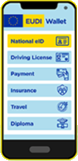 EUDI Wallet
National eID
Driving License
Payment
Insurance
Travel
Diploma